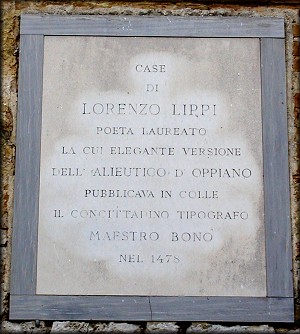 CASE
DI
LORENZO LIPPI
POETA LAUREATO
LA CUI ELEGANTE VERSIONE
DELL'ALIEUTICO D'OPPIANO
PUBBLICAVA IN COLLE
IL CONCITTADINO TIPOGRAFO
MAESTRO BONO
NEL 1478